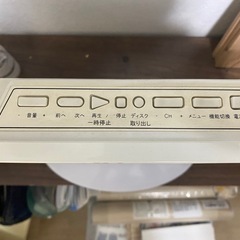 - 音量 + 前へ 次へ 再生/ 停止 ディスク - CH + メニュー 機能切換 電
一時停止 取り出し